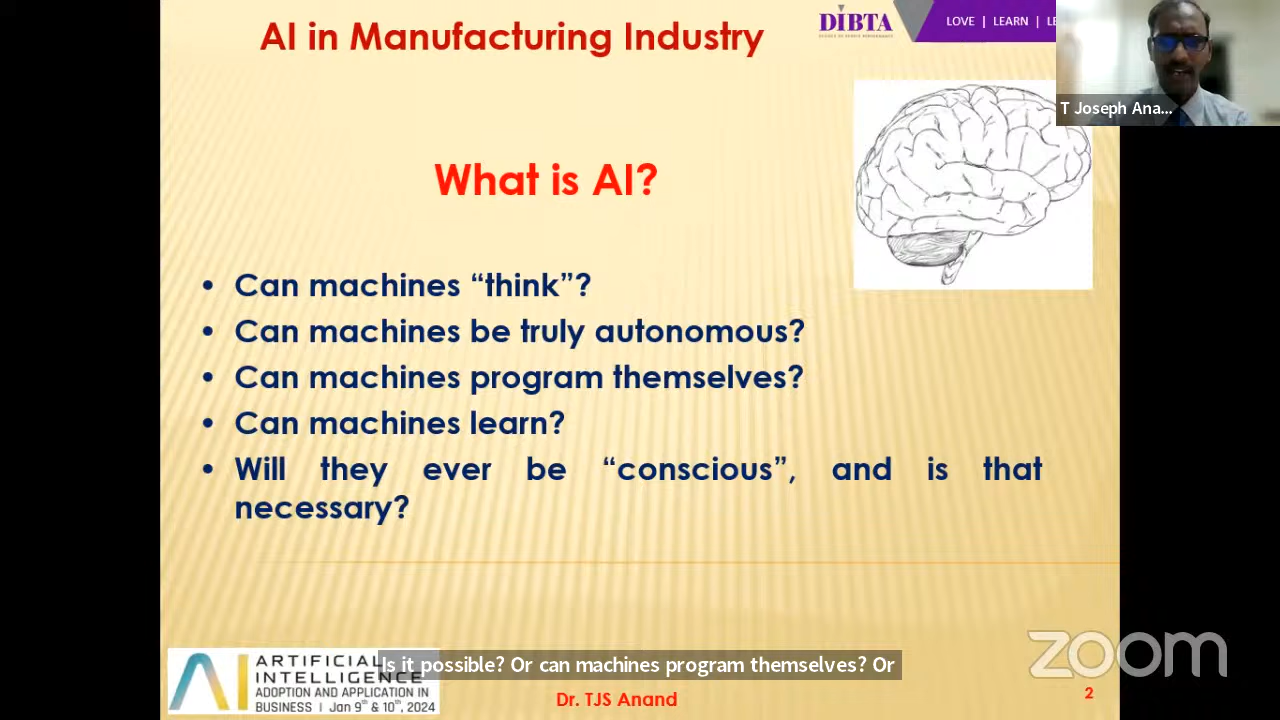 AI in Manufacturing Industry
DIBTA
LOVE | LEARN | LE
T Joseph Ana...
What is AI?
• Can machines “think”?
• Can machines be truly autonomous?
• Can machines program themselves?
• Can machines learn?
• Will they ever be “conscious”, and is that
necessary?
zoom
AI
ARTIFICIAL
INTELLIGENCE
ADOPTION AND APPLICATION IN
BUSINESS | Jan 9th & 10th, 2024
Is it possible? Or can machines program themselves? Or
Dr. TJS Anand
2